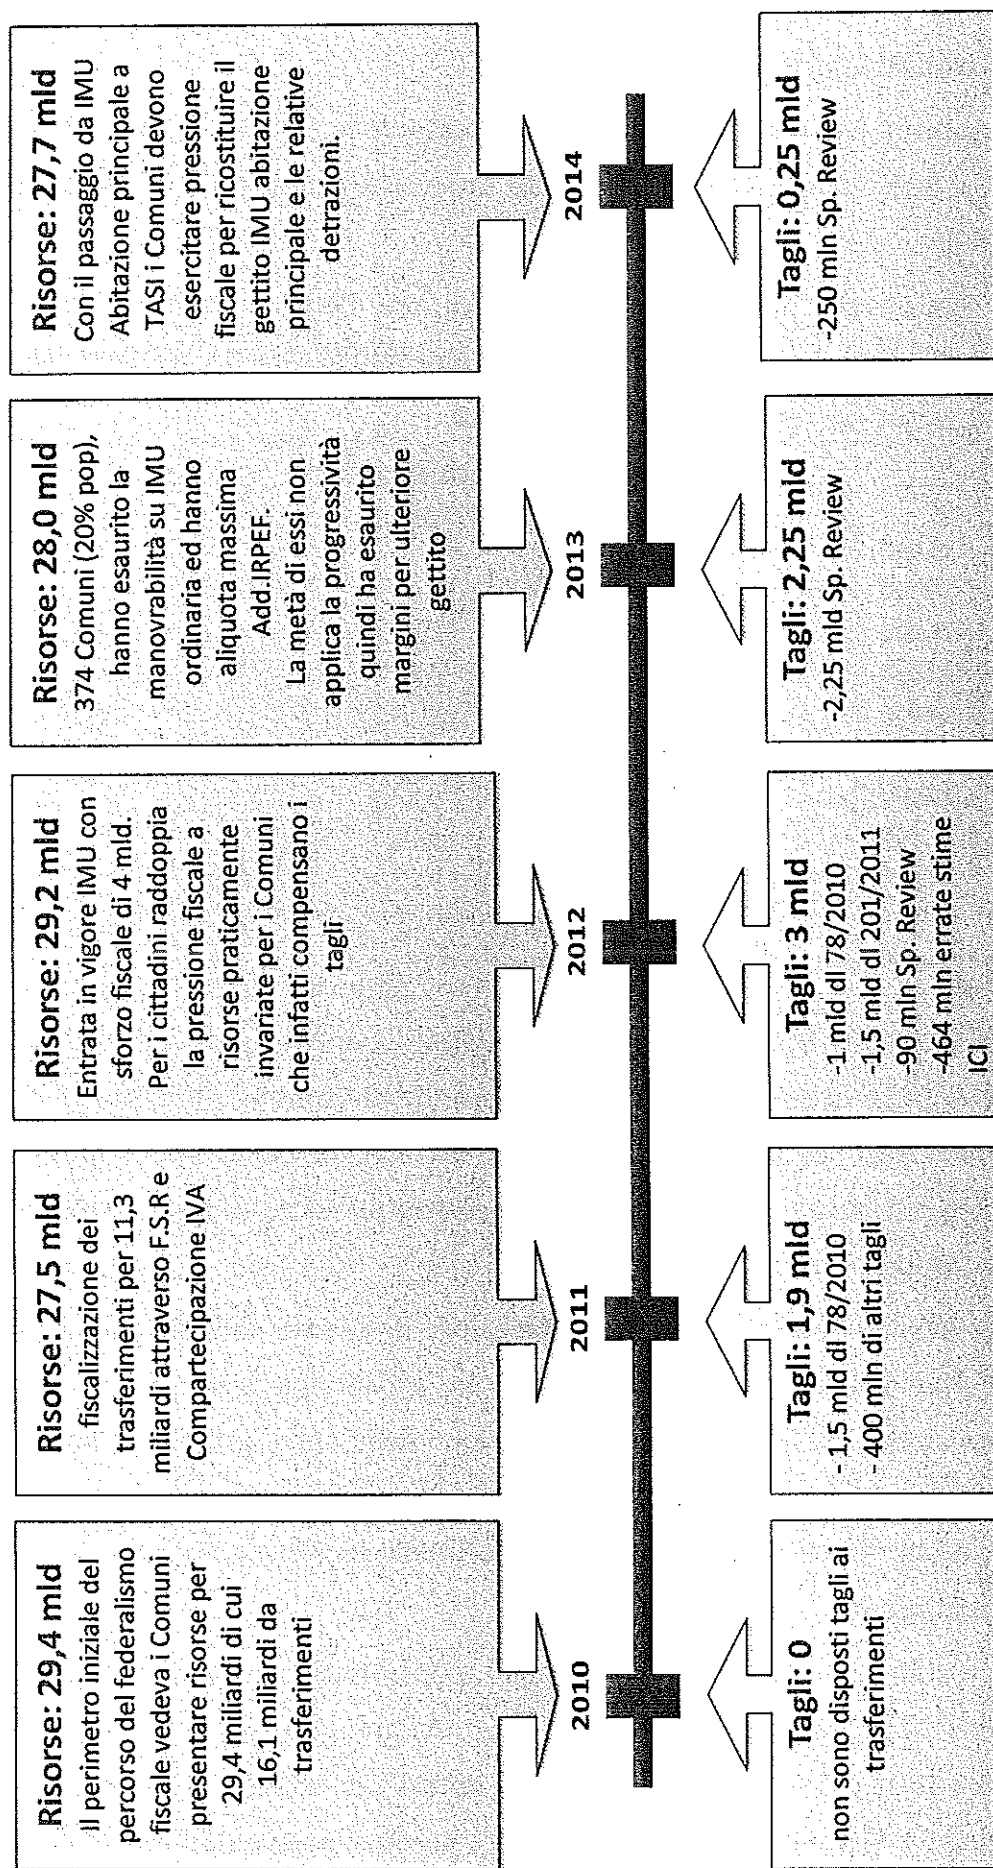 Risorse: 29,4 mld
Il perimetro iniziale del
percorso del federalismo
fiscale vedeva i Comuni
presentare risorse per
29,4 miliardi di cui
16,1 miliardi da
trasferimenti
Risorse: 27,5 mld
fiscalizzazione dei
trasferimenti per 11,3
miliardi attraverso F.S.R e
Compartecipazione IVA
Risorse: 29,2 mld
Entrata in vigore IMU con
sforzo fiscale di 4 mld.
Per i cittadini raddoppia
la pressione fiscale a
risorse praticamente
invariate per i Comuni
che infatti compensano i
tagli
Risorse: 28,0 mld
374 Comuni (20% pop),
hanno esaurito la
manovrabilità su IMU
ordinaria ed hanno
aliquota massima
Add.IRPEF.
La metà di essi non
applica la progressività
quindi ha esaurito
margini per ulteriore
gettito
Risorse: 27,7 mld
Con il passaggio da IMU
Abitazione principale a
TASI i Comuni devono
esercitare pressione
fiscale per ricostituire il
gettito IMU abitazione
principale e le relative
detrazioni.
2010
2011
2012
2013
2014
Tagli: 0
non sono disposti tagli ai
trasferimenti
Tagli: 1,9 mld
- 1,5 mld dl 78/2010
- 400 mln di altri tagli
Tagli: 3 mld
-1 mld dl 78/2010
-1,5 mld dl 201/2011
-90 mln Sp. Review
-464 mln errate stime
ICI
Tagli: 2,25 mld
-2,25 mld Sp. Review
Tagli: 0,25 mld
-250 mln Sp. Review